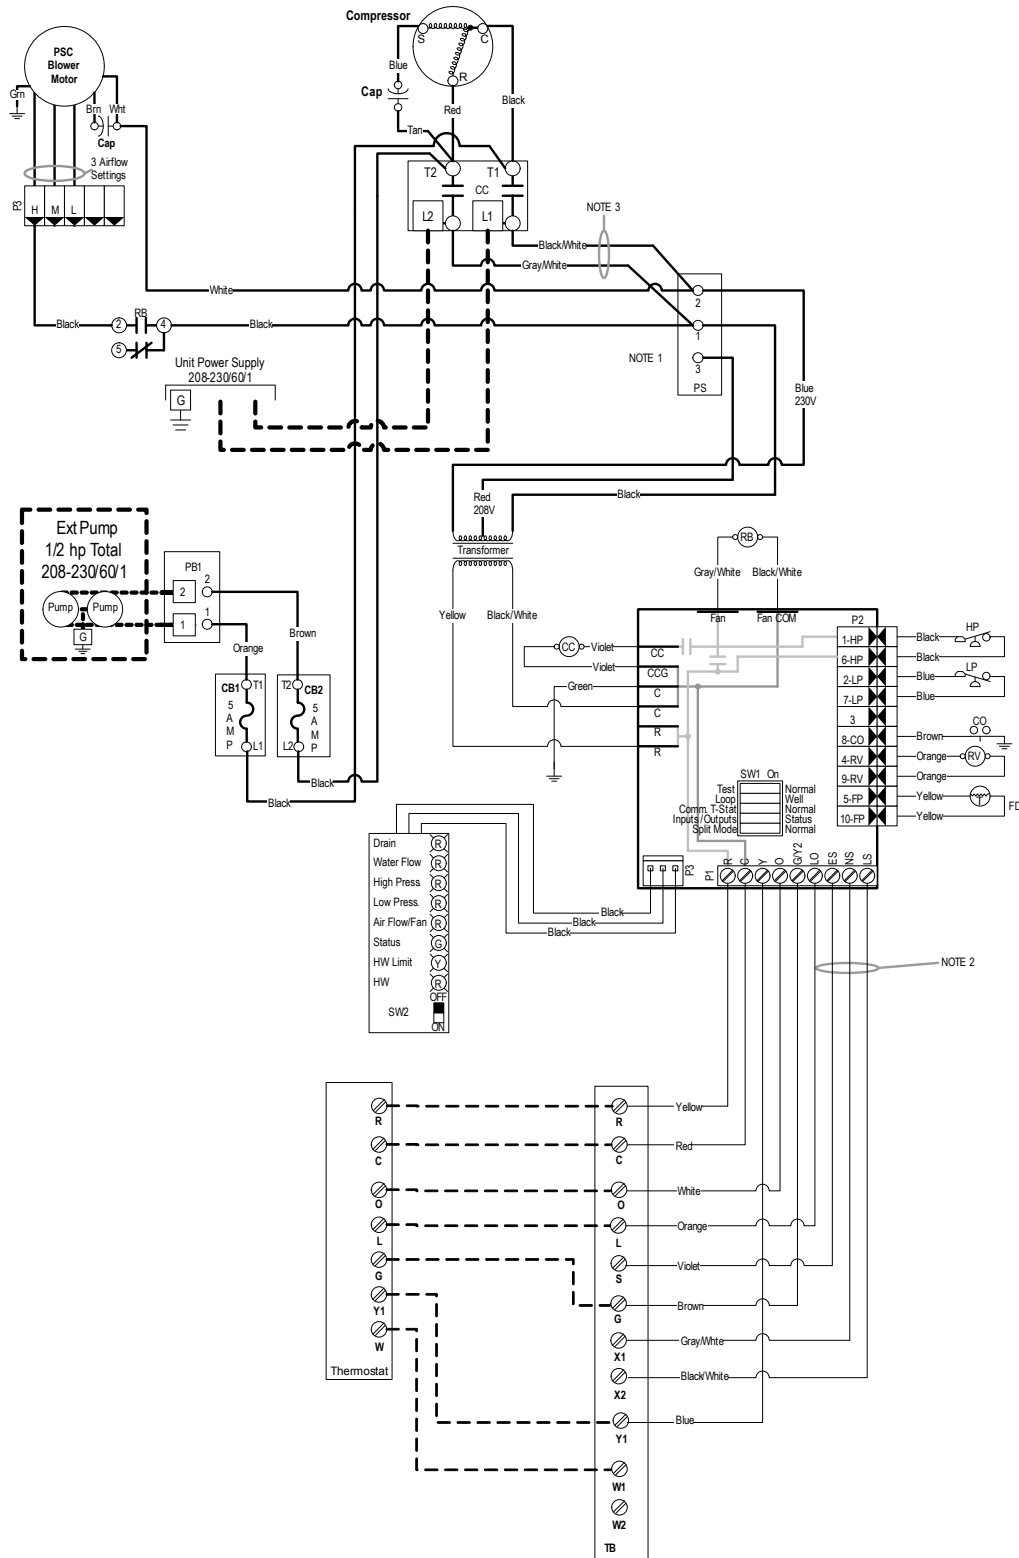 Compressor
PSC
Blower
Motor
Grn
Brn
Wht
Cap
3 Airflow
Settings
P3
H
M
L
S
C
R
Blue
Cap
Tan
Red
Black
T2
T1
CC
L2
L1
NOTE 3
Black/White
Gray/White
White
2
1
3
PS
NOTE 1
Black
2
RB
4
Black
5
Unit Power Supply
208-230/60/1
G
Blue
230V
Red
208V
Black
Transformer
Yellow
Black/White
Ext Pump
1/2 hp Total
208-230/60/1
Pump
Pump
G
PB1
2
2
1
1
Orange
Brown
CB1
T1
5
A
M
P
L1
T2
CB2
5
A
M
P
L2
Black
Black
RB
Gray/White
Black/White
Fan
Fan COM
CC
Violet
CC
Violet
CCG
Green
C
C
R
R
P2
1-HP
Black
HP
6-HP
Black
2-LP
Blue
LP
7-LP
Blue
3
8-CO
Brown
CO
4-RV
Orange
RV
9-RV
Orange
5-FP
Yellow
FD
10-FP
Yellow
SW1 On
Test
Normal
Loop
Well
Comm. T-Stat
Normal
Inputs/Outputs
Status
Split Mode
Normal
P3
P1
R
C
Y
O
G/Y2
LO
ES
NS
LS
Drain
R
Water Flow
R
High Press.
R
Low Press.
R
Air Flow/Fan
R
Status
G
HW Limit
Y
HW
R
OFF
SW2
ON
Black
Black
Black
NOTE 2
R
C
O
L
G
Y1
W
Thermostat
R
Yellow
C
Red
O
White
L
Orange
S
Violet
G
Brown
X1
Gray/Whte
X2
Black/White
Y1
Blue
W1
W2
TB